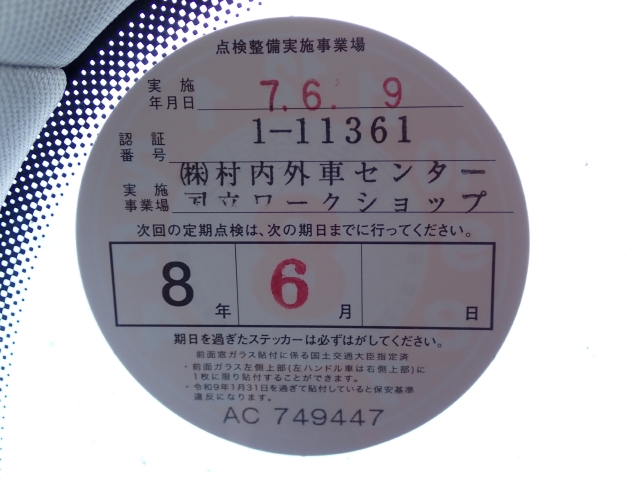 点検整備実施事業場
実施年月日 7.6. 9
認証番号 1-11361
実施事業場 ㈱村内外車センター
国立ワークショップ
次回の定期点検は、次の期日までに行ってください。
8年 6月 日
期日を過ぎたステッカーは必ずはがしてください。
前面窓ガラス貼付に係る国土交通大臣指定済
・前面ガラス左側上部(左ハンドル車は右側上部)に
1枚に限り貼付することができます。
・令和9年1月31日を過ぎて貼付していると保安基準
違反になります。
AC 749447